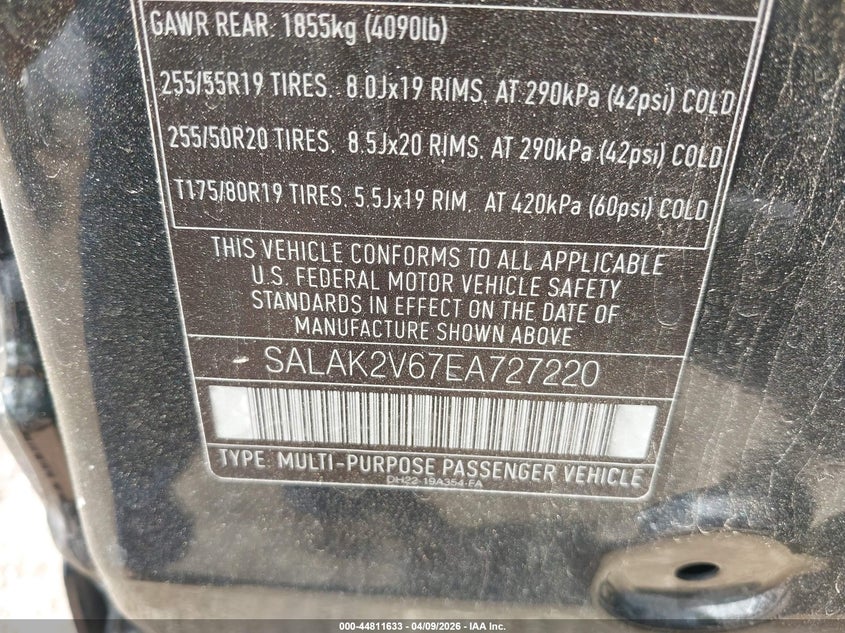 GAWR REAR: 1855kg (4090lb)
255/55R19 TIRES. 8.0Jx19 RIMS. AT 290kPa (42psi) COLD
255/50R20 TIRES. 8.5Jx20 RIMS. AT 290kPa (42psi) COLD
T175/80R19 TIRES. 5.5Jx19 RIM. AT 420kPa (60psi) COLD
THIS VEHICLE CONFORMS TO ALL APPLICABLE
U.S. FEDERAL MOTOR VEHICLE SAFETY
STANDARDS IN EFFECT ON THE DATE OF
MANUFACTURE SHOWN ABOVE
SALAK2V67EA727220
TYPE: MULTI-PURPOSE PASSENGER VEHICLE
DH22-19A354-FA
000-44811633 - 04/09/2026 - IAA Inc.